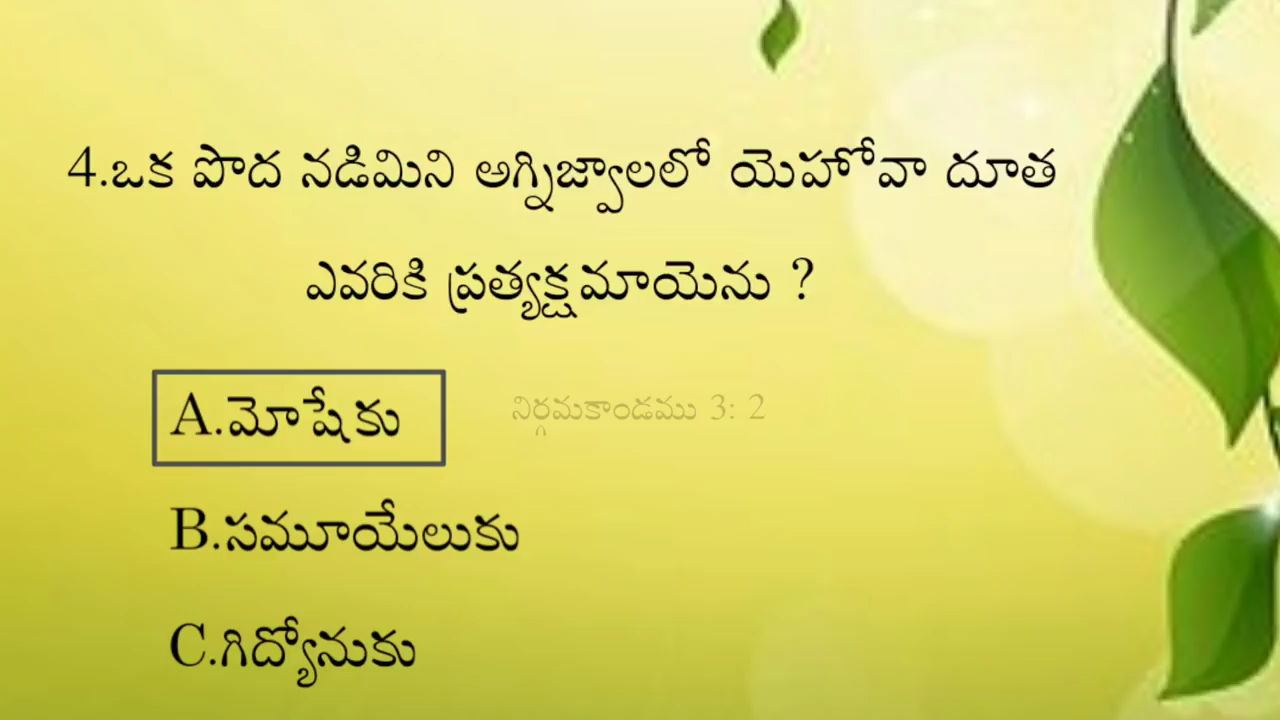 4.ఒక పొద నడిమిని అగ్నిజ్వాలలో యెహోవా దూత
ఎవరికి ప్రత్యక్షమాయెను ?
A.మోషేకు
నిర్గమకాండము 3: 2
B.సమూయేలుకు
C.గిద్యోనుకు